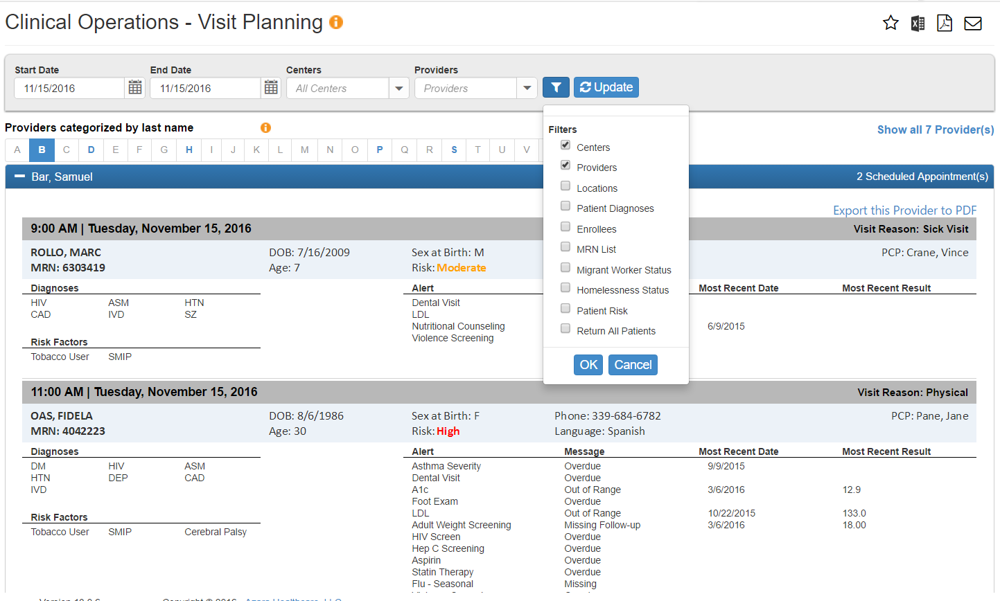 Clinical Operations - Visit Planning
Start Date End Date Centers Providers
11/15/2016 11/15/2016 All Centers Providers Update
Providers categorized by last name Show all 7 Provider(s)
A B C D E F G H I J K L M N O P Q R S T U V
Bar, Samuel 2 Scheduled Appointment(s)
Filters
Centers
Providers
Locations
Patient Diagnoses
Enrollees
MRN List
Migrant Worker Status
Homelessness Status
Patient Risk
Return All Patients
OK Cancel
Export this Provider to PDF
9:00 AM | Tuesday, November 15, 2016 Visit Reason: Sick Visit
ROLLO, MARC DOB: 7/16/2009 Sex at Birth: M PCP: Crane, Vince
MRN: 6303419 Age: 7 Risk: Moderate
Diagnoses Alert Most Recent Date Most Recent Result
HIV ASM HTN Dental Visit
CAD IVD SZ LDL
Nutritional Counseling 6/9/2015
Violence Screening
Risk Factors
Tobacco User SMIP
11:00 AM | Tuesday, November 15, 2016 Visit Reason: Physical
OAS, FIDELA DOB: 8/6/1986 Sex at Birth: F Phone: 339-684-6782 PCP: Pane, Jane
MRN: 4042223 Age: 30 Risk: High Language: Spanish
Diagnoses Alert Message Most Recent Date Most Recent Result
DM HIV ASM Asthma Severity Overdue 9/9/2015
HTN DEP CAD Dental Visit Overdue
IVD A1c Out of Range 3/6/2016 12.9
Foot Exam Overdue
Risk Factors LDL Out of Range 10/22/2015 133.0
Tobacco User SMIP Cerebral Palsy Adult Weight Screening Missing Follow-up 3/6/2016 18.00
HIV Screen Overdue
Hep C Screening Overdue
Aspirin Overdue
Statin Therapy Overdue
Flu - Seasonal Missing